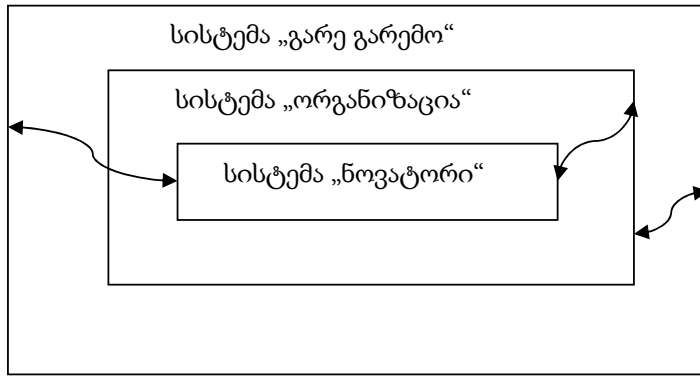 სისტემა „გარე გარემო“
სისტემა „ორგანიზაცია“
სისტემა „ნოვატორი“